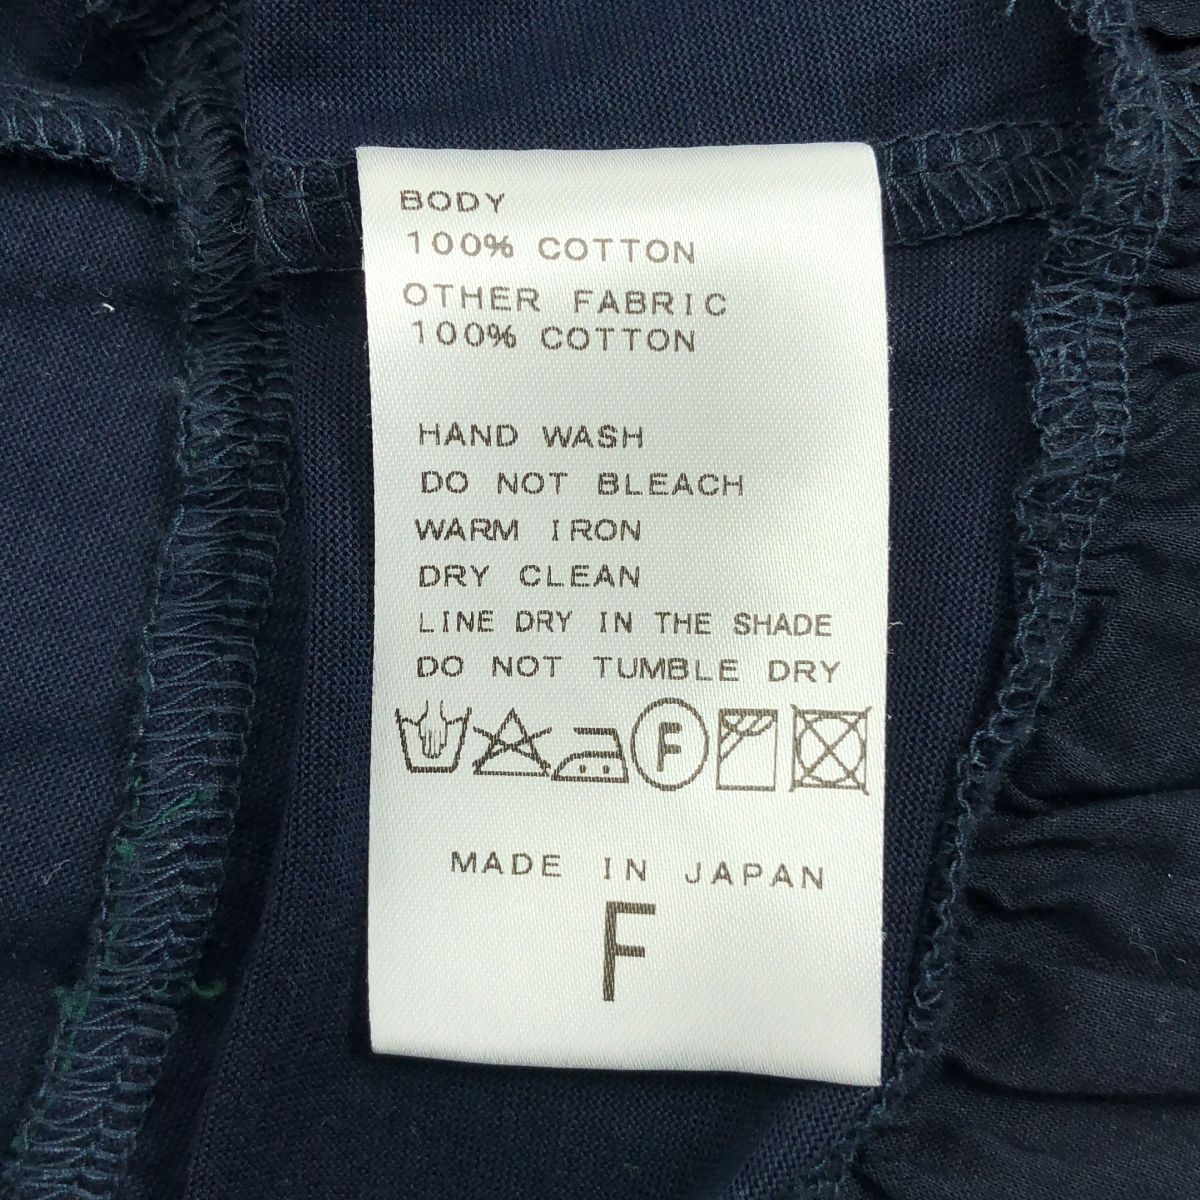 BODY
100% COTTON
OTHER FABRIC
100% COTTON
HAND WASH
DO NOT BLEACH
WARM IRON
DRY CLEAN
LINE DRY IN THE SHADE
DO NOT TUMBLE DRY
F
MADE IN JAPAN
F